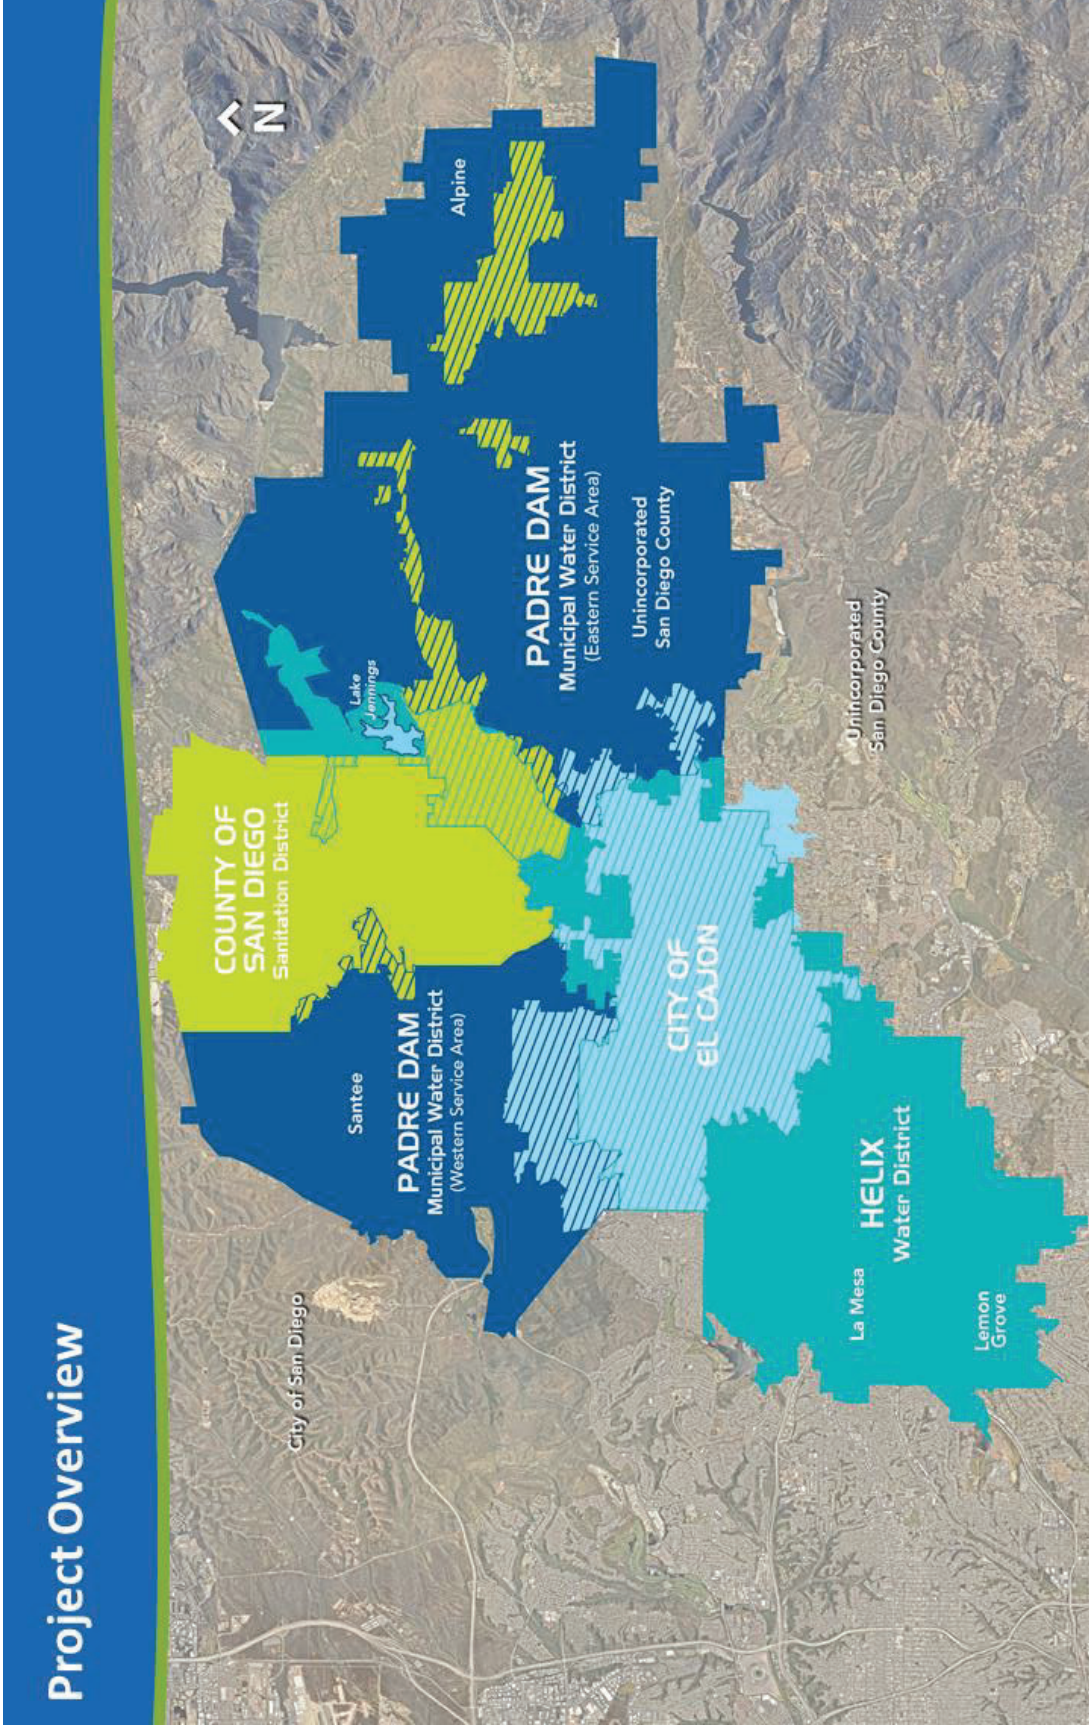 Project Overview
N
COUNTY OF
SAN DIEGO
Sanitation District
Lake
Jennings
Alpine
Santee
PADRE DAM
Municipal Water District
(Western Service Area)
PADRE DAM
Municipal Water District
(Eastern Service Area)
Unincorporated
San Diego County
City of San Diego
CITY OF
EL CAJON
Unincorporated
San Diego County
HELIX
Water District
La Mesa
Lemon
Grove